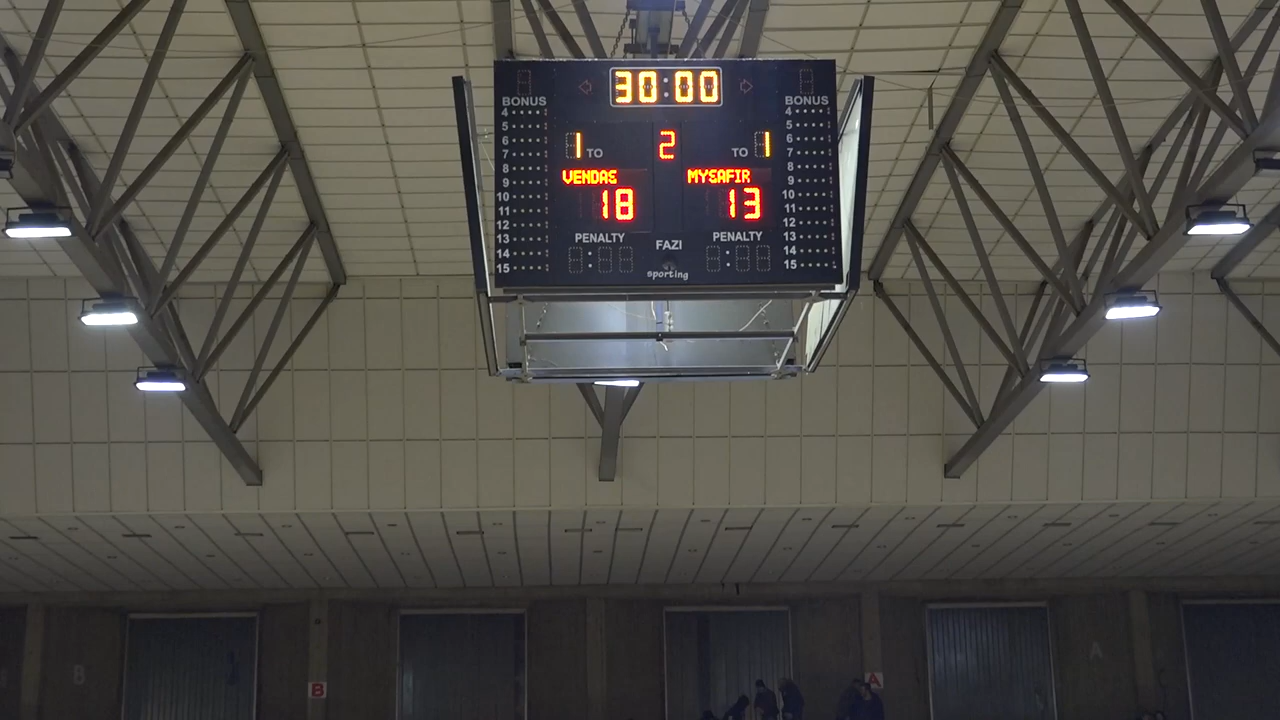 30:00
BONUS
BONUS
4
5
6
7
8
9
10
11
12
13
14
15
4
5
6
7
8
9
10
11
12
13
14
15
1 TO
2
TO 1
VENDAS
MYSAFIR
18
13
PENALTY
FAZI
PENALTY
sporting
B
B
A
A